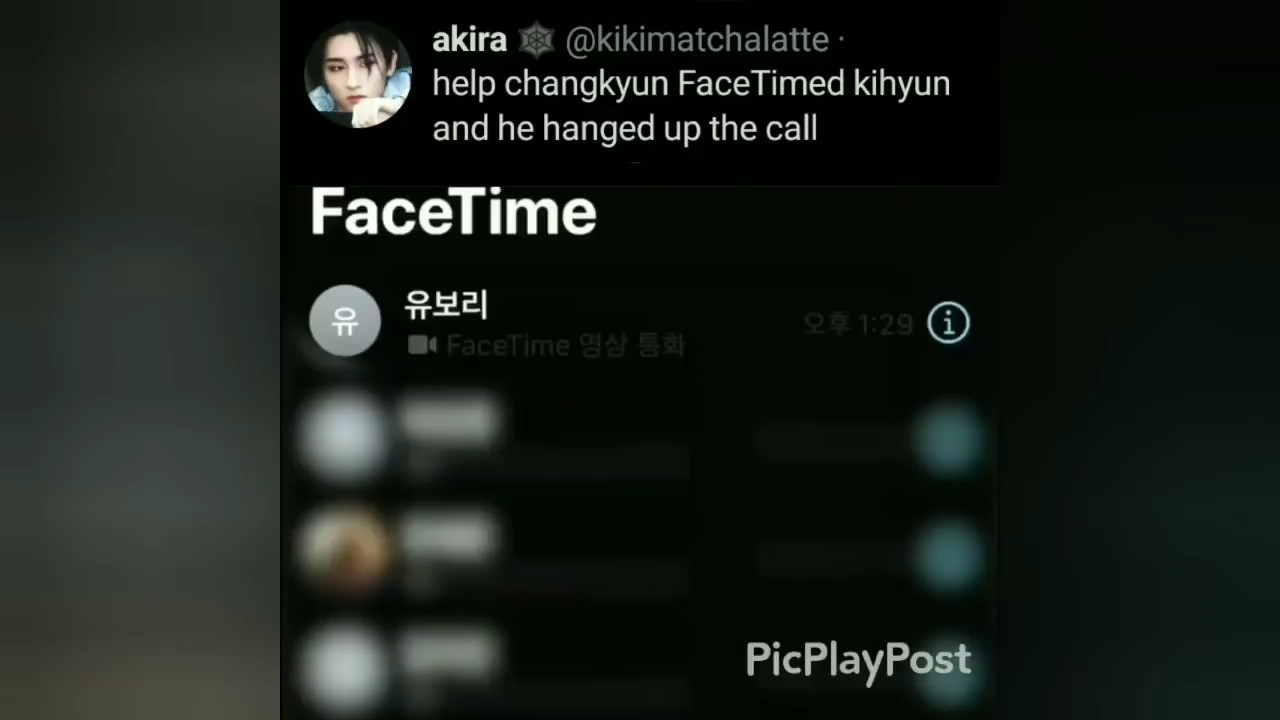 akira @kikimatchalatte ·
help changkyun FaceTimed kihyun
and he hanged up the call
FaceTime
유 유보리
FaceTime 영상 통화
오후 1:29
PicPlayPost